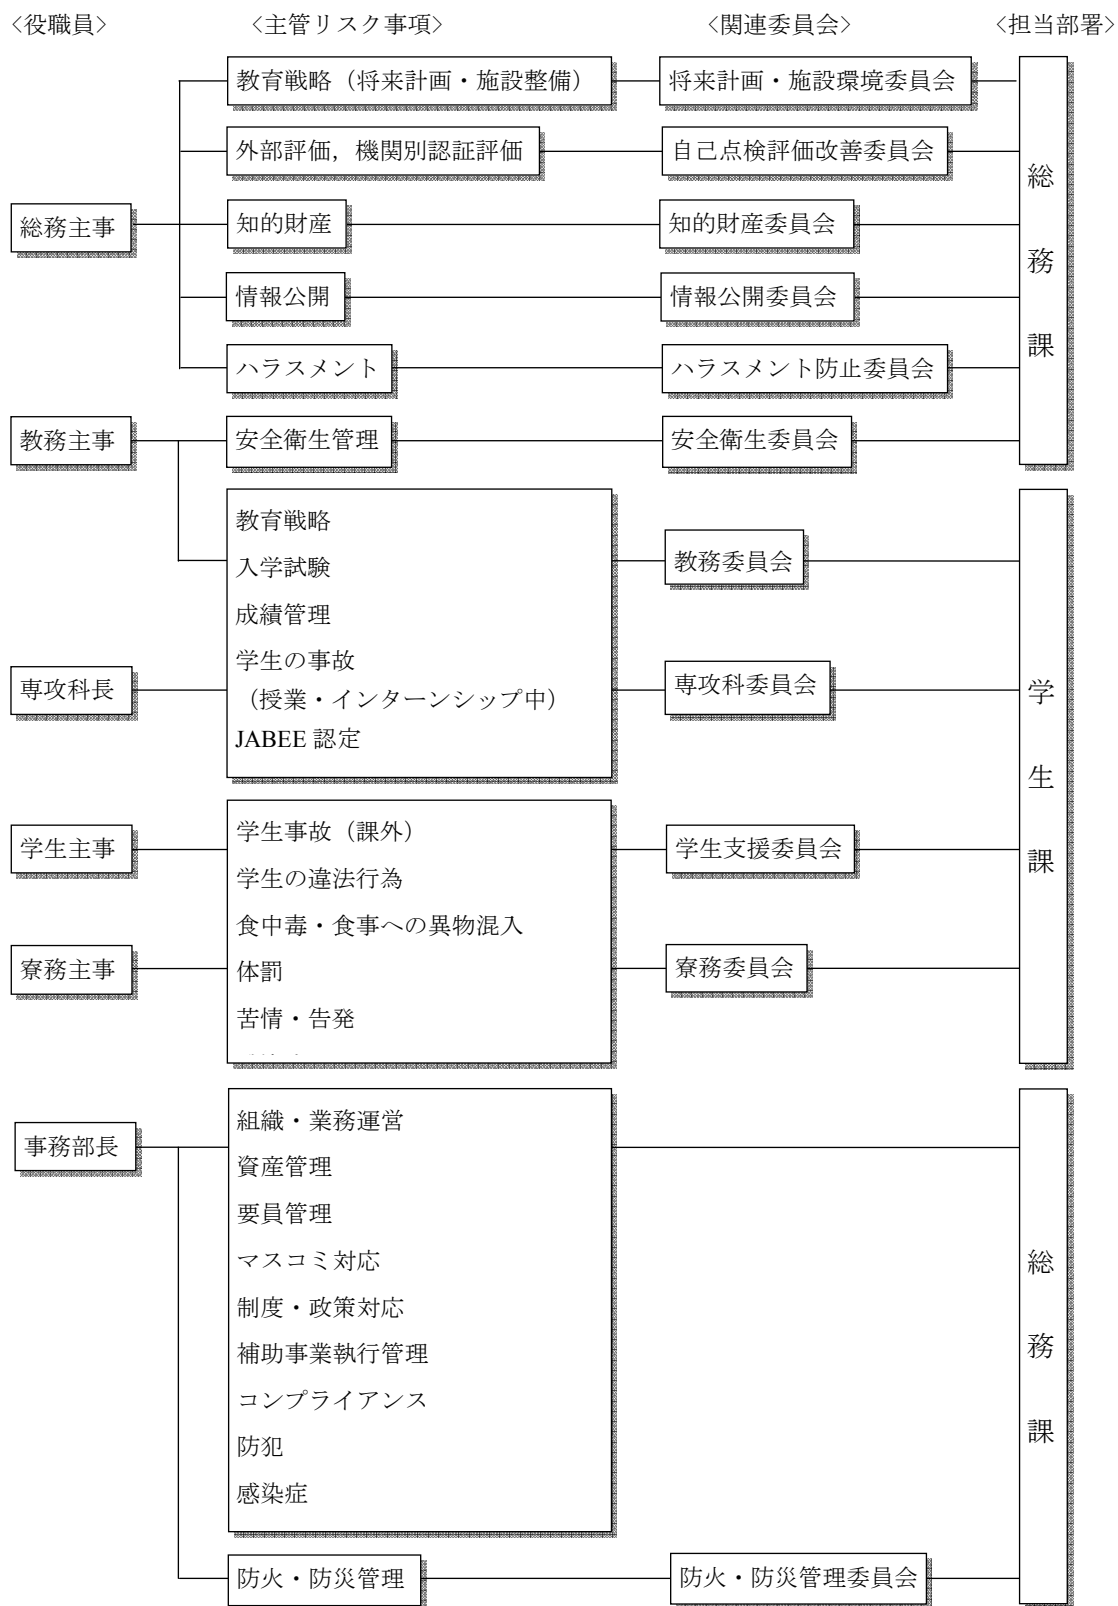 <役職員> <主管リスク事項> <関連委員会> <担当部署>
教育戦略（将来計画・施設整備） 将来計画・施設環境委員会
外部評価，機関別認証評価 自己点検評価改善委員会
総務主事 知的財産 知的財産委員会
情報公開 情報公開委員会
ハラスメント ハラスメント防止委員会
教務主事 安全衛生管理 安全衛生委員会
総務課
教育戦略
入学試験
成績管理
学生の事故
（授業・インターンシップ中）
JABEE 認定
教務委員会
専攻科長 専攻科委員会
学生主事
学生事故（課外）
学生の違法行為
食中毒・食事への異物混入
体罰
苦情・告発
学生支援委員会
寮務主事 寮務委員会
学生課
事務部長
組織・業務運営
資産管理
要員管理
マスコミ対応
制度・政策対応
補助事業執行管理
コンプライアンス
防犯
感染症
防火・防災管理 防火・防災管理委員会
総務課